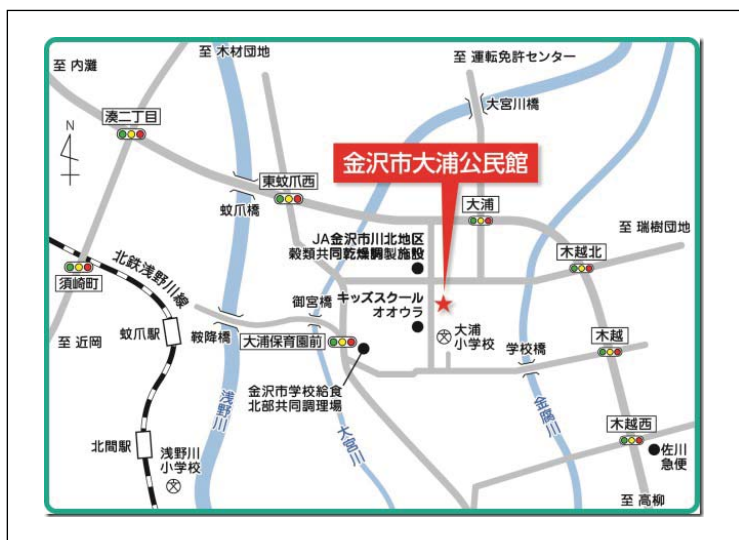 至 木材団地
至 内灘
至 運転免許センター
湊二丁目
大宮川橋
N
金沢市大浦公民館
東蚊爪西
大浦
蚊爪橋
至 瑞樹団地
JA金沢市川北地区
穀類共同乾燥調製施設
木越北
北鉄浅野川線
須崎町
御宮橋
キッズスクール
オオウラ
蚊爪駅
鞍降橋
大浦
小学校
木越
至 近岡
大浦保育園前
学校橋
金沢市学校給食
北部共同調理場
浅野川
金腐川
木越西
大宮川
北間駅
浅野川
小学校
佐川
急便
至 高柳